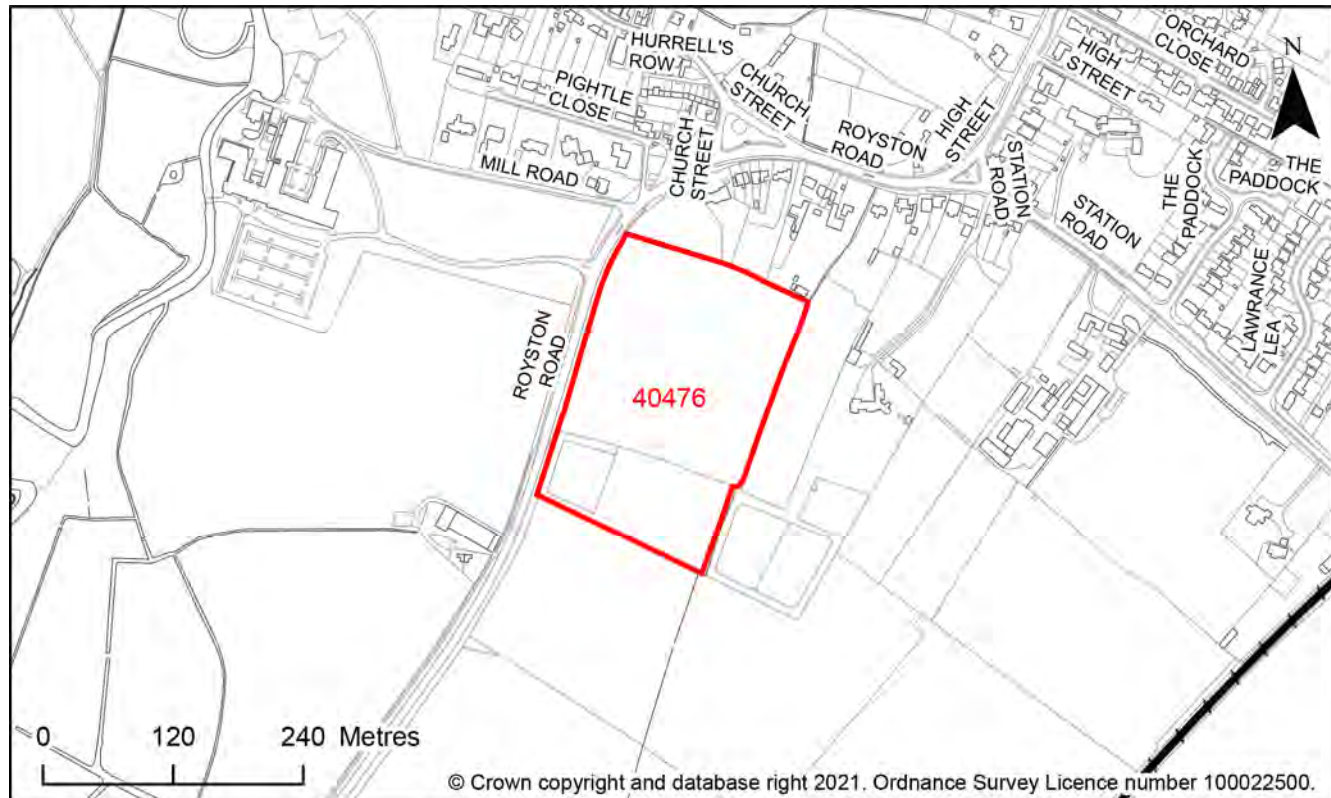 ORCHARD
CLOSE
HURRELL'S
ROW
HIGH
STREET
N
PIGHTLE
CLOSE
CHURCH
STREET
ROYSTON
ROAD
HIGH
STREET
MILL ROAD
CHURCH
STREET
STATION
ROAD
THE
PADDOCK
THE
PADDOCK
STATION
ROAD
LAWRANCE
LEA
ROYSTON
ROAD
40476
0 120 240 Metres
© Crown copyright and database right 2021. Ordnance Survey Licence number 100022500.